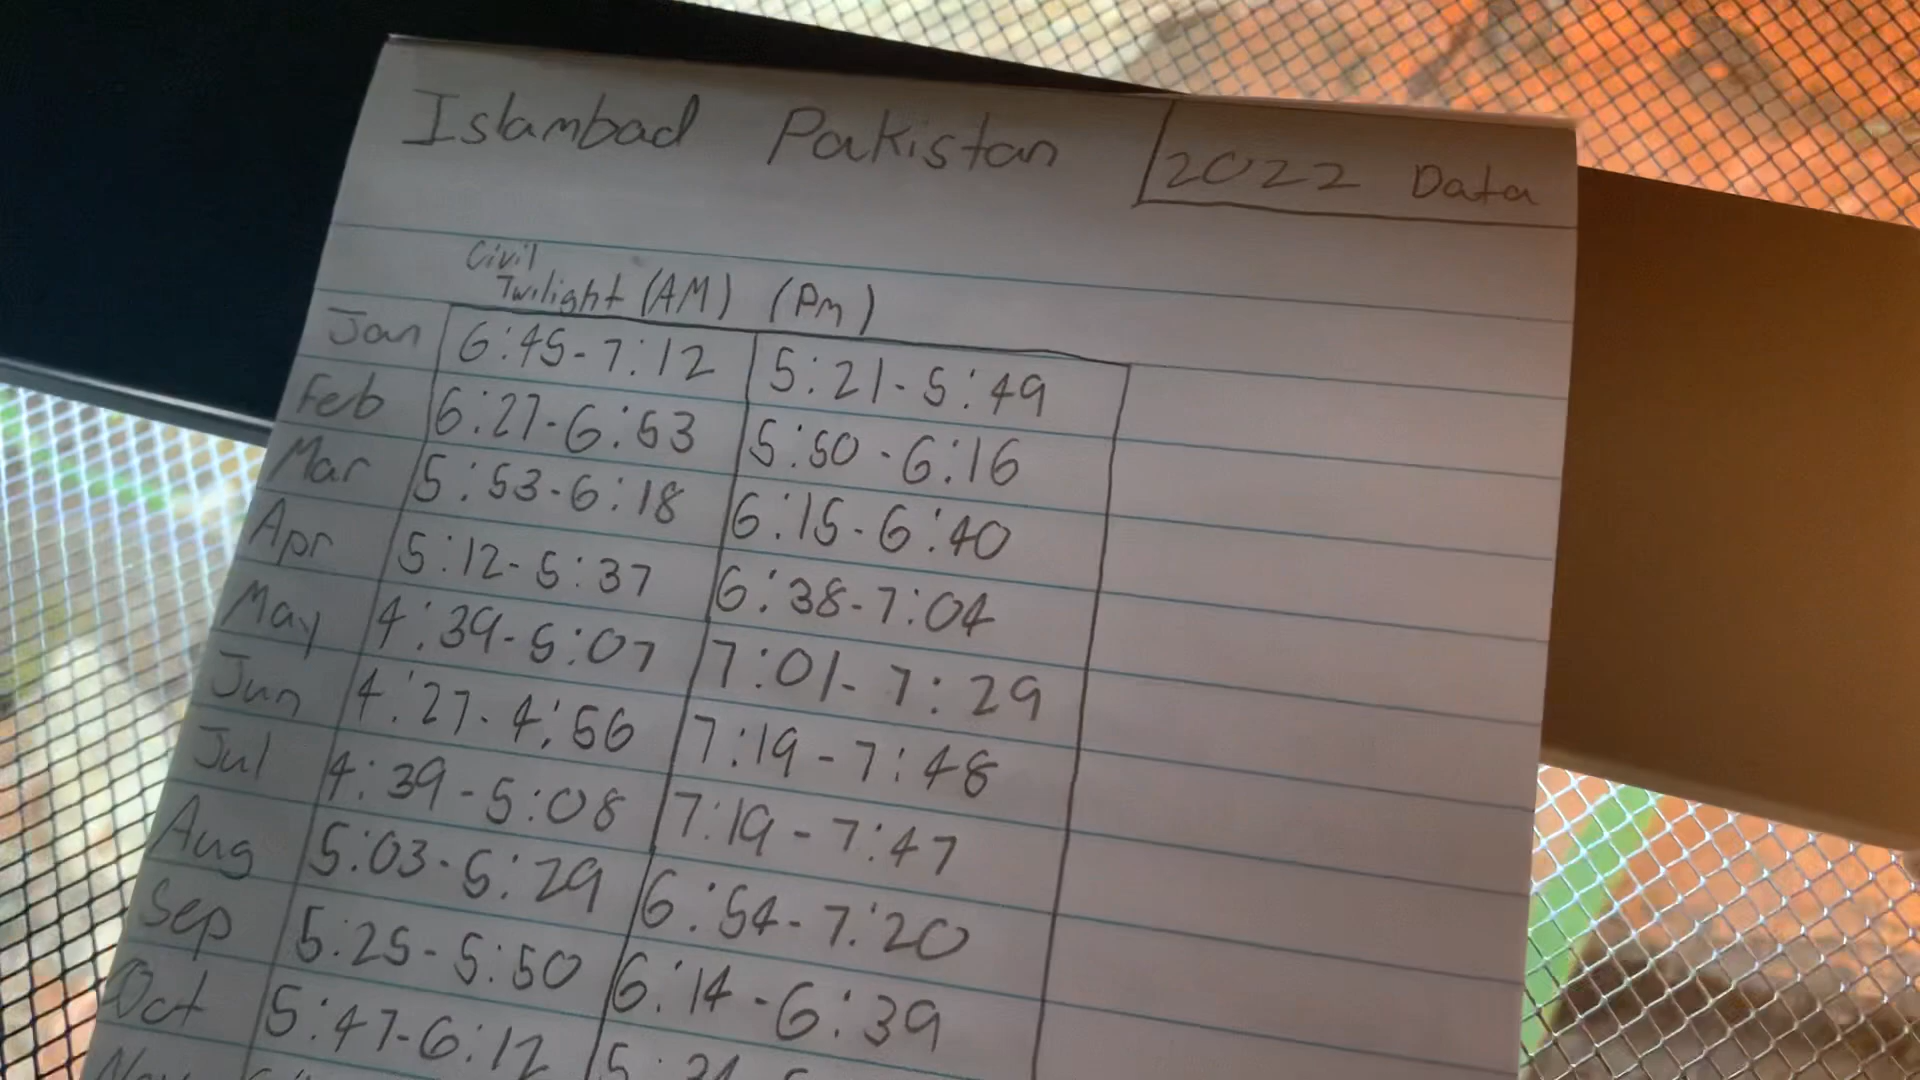 Islambad Pakistan 2022 Data
Civil
Twilight (AM) (Pm)
Jan 6:45-7:12 5:21-5:49
Feb 6:27-6:53 5:50-6:16
Mar 5:53-6:18 6:15-6:40
Apr 5:12-5:37 6:38-7:04
May 4:39-5:07 7:01-7:29
Jun 4:27-4:56 7:19-7:48
Jul 4:39-5:08 7:19-7:47
Aug 5:03-5:29 6:54-7:20
Sep 5:25-5:50 6:14-6:39
Oct 5:47-6:12
Nov